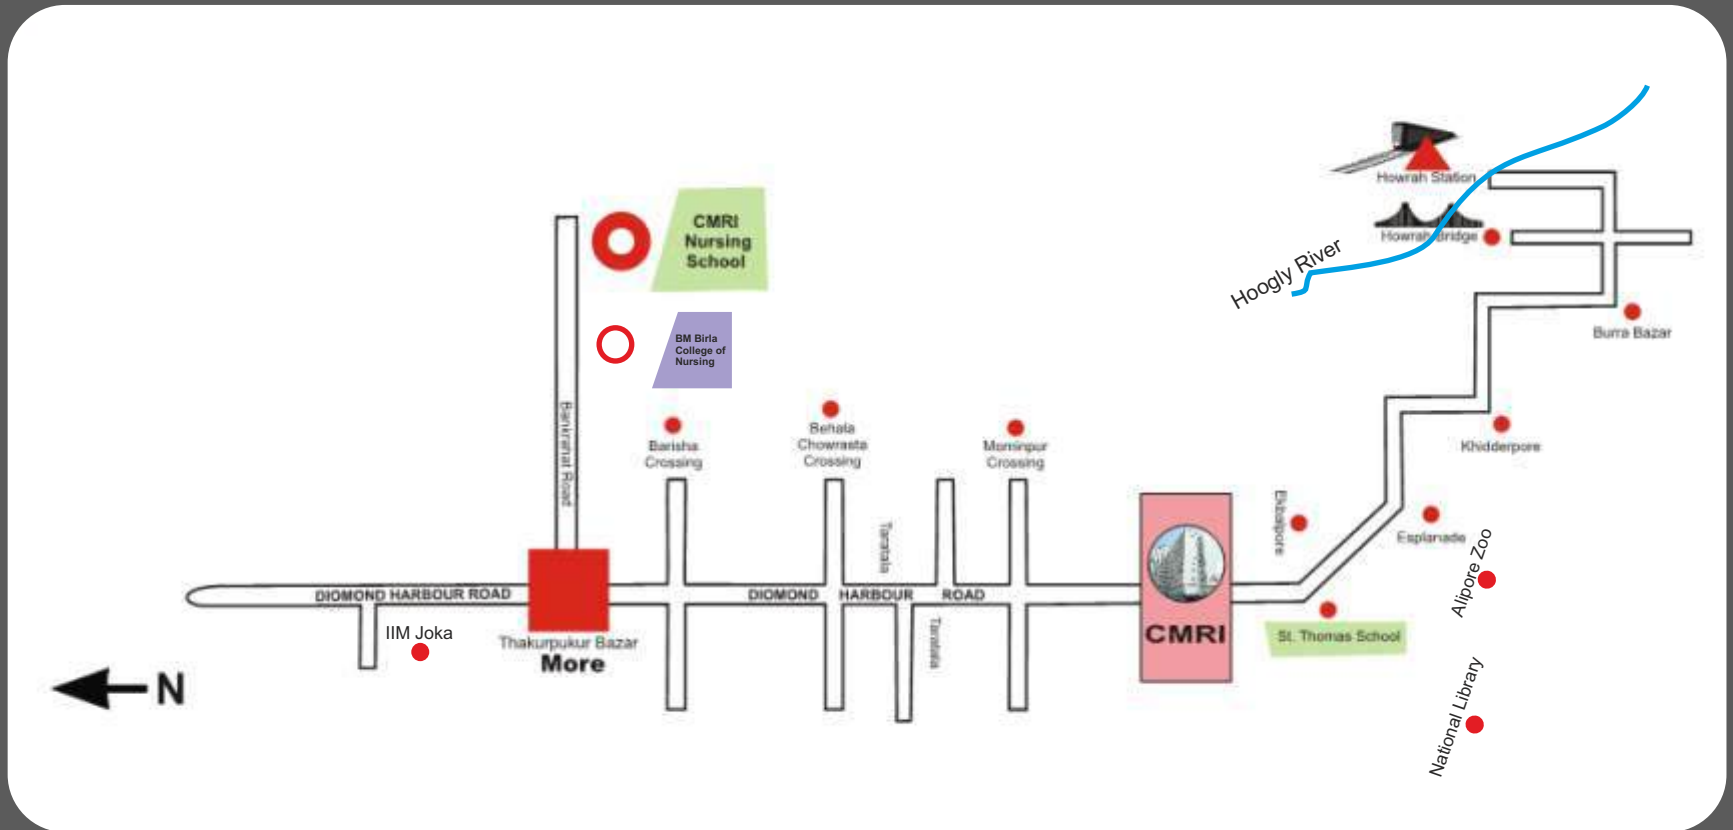 Howrah Station
Howrah Bridge
Hoogly River
Burra Bazar
CMRI
Nursing
School
BM Birla
College of
Nursing
Bankrahat Road
Barisha
Crossing
Behala
Chowrasta
Crossing
Mominpur
Crossing
Khidderpore
Taratala
Ekbalpore
Esplanade
Alipore Zoo
DIOMOND HARBOUR ROAD
DIOMOND HARBOUR ROAD
IIM Joka
Thakurpukur Bazar
More
Taratala
CMRI
St. Thomas School
National Library
N